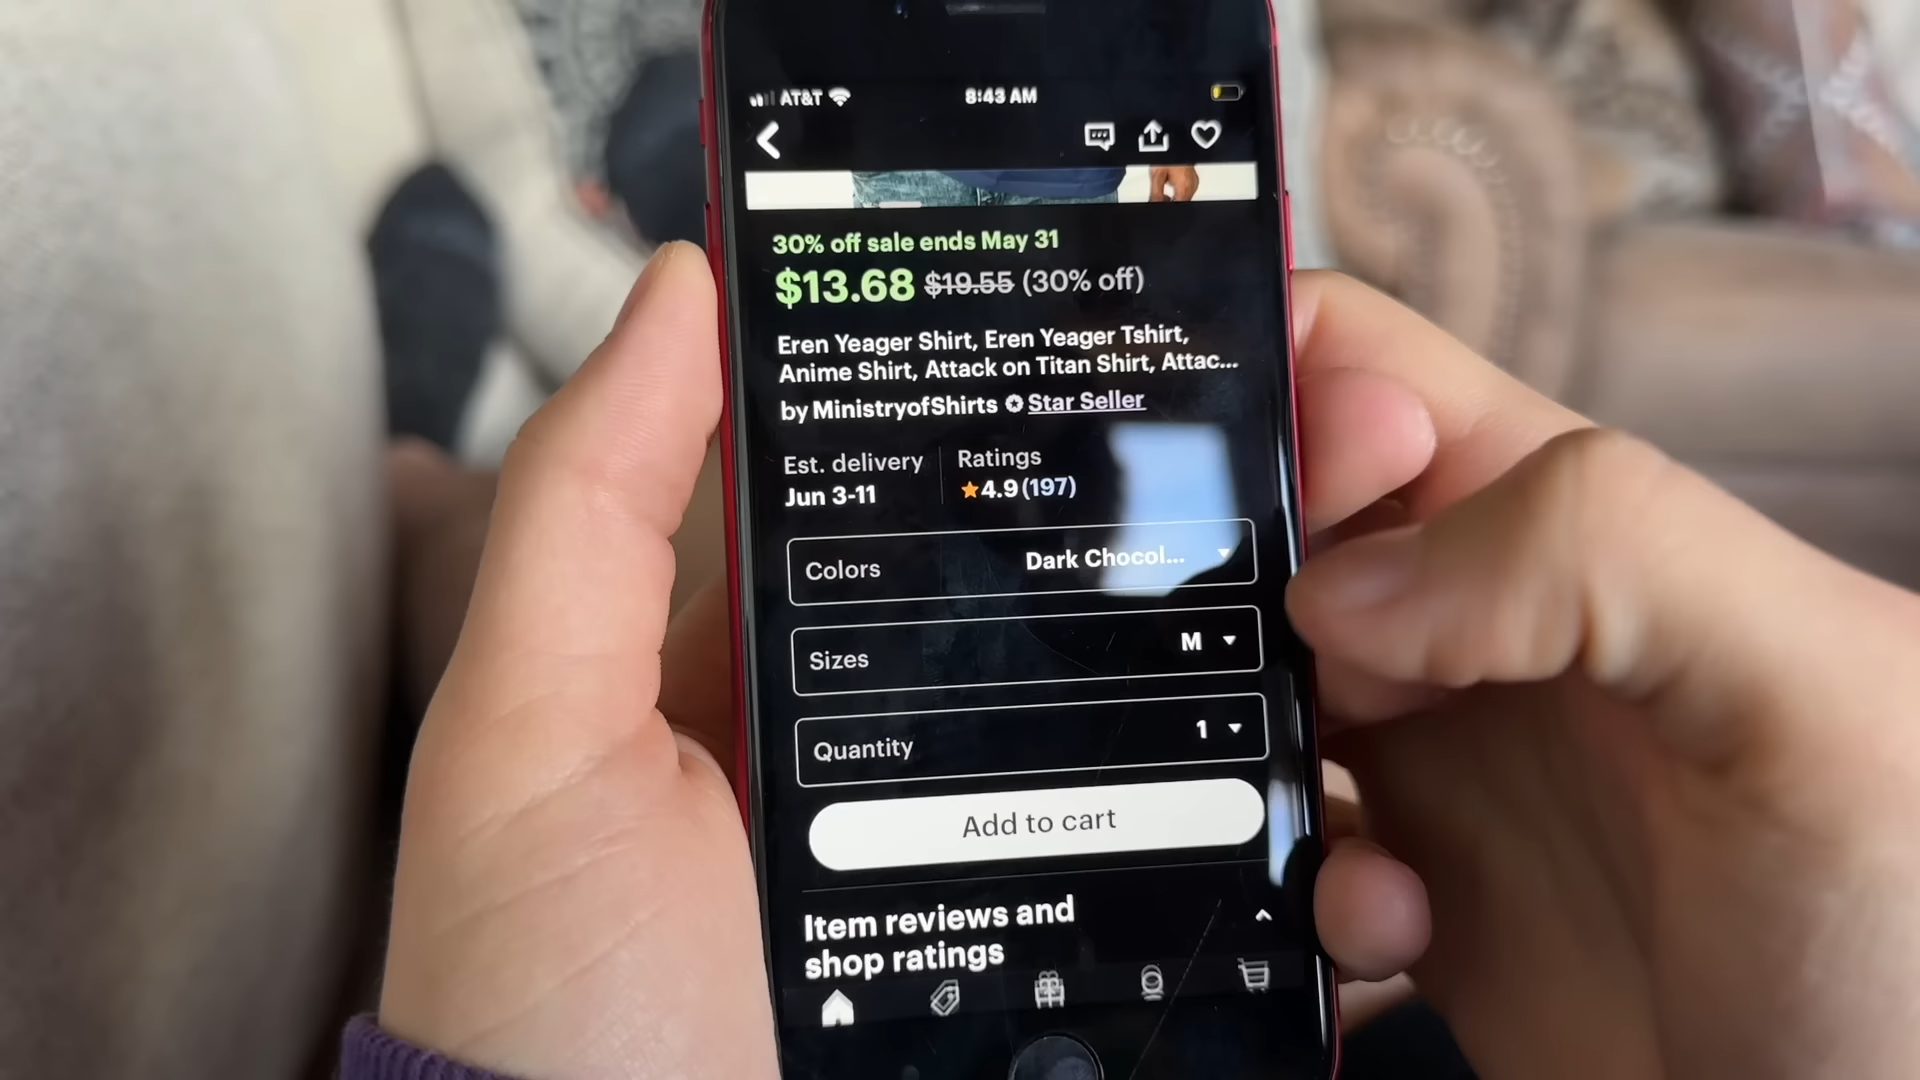 AT&T 8:43 AM
30% off sale ends May 31
$13.68 $19.55 (30% off)
Eren Yeager Shirt, Eren Yeager Tshirt,
Anime Shirt, Attack on Titan Shirt, Attac...
by MinistryofShirts Star Seller
Est. delivery Ratings
Jun 3-11 4.9 (197)
Colors Dark Chocol...
Sizes M
Quantity 1
Add to cart
Item reviews and
shop ratings